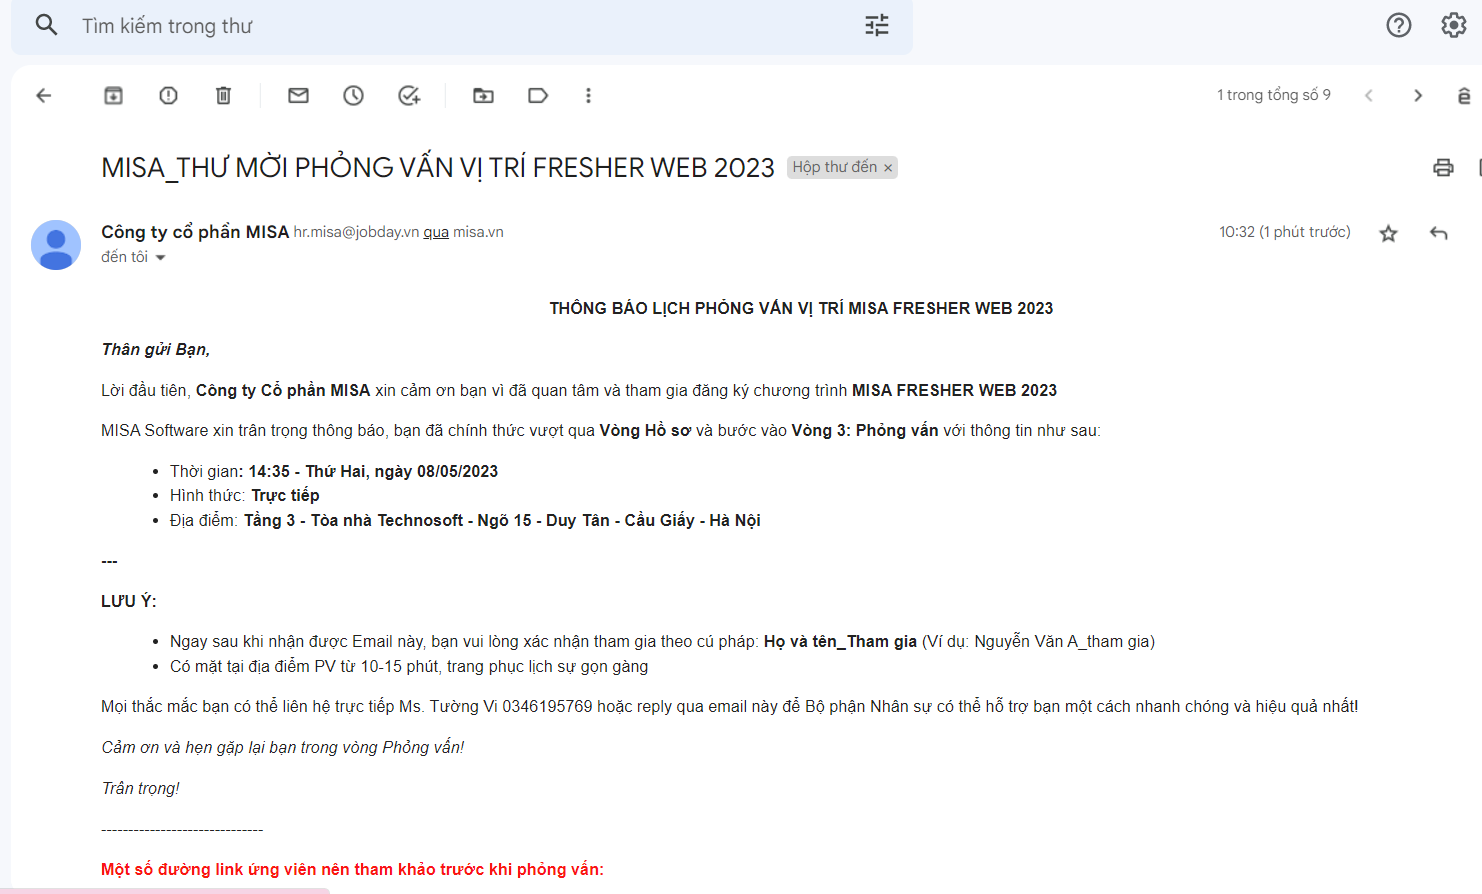 Tìm kiếm trong thư
1 trong tổng số 9
MISA_THƯ MỜI PHỎNG VẤN VỊ TRÍ FRESHER WEB 2023 Hộp thư đến ×
Công ty cổ phần MISA hr.misa@jobday.vn qua misa.vn 10:32 (1 phút trước)
đến tôi
THÔNG BÁO LỊCH PHỎNG VẤN VỊ TRÍ MISA FRESHER WEB 2023
Thân gửi Bạn,
Lời đầu tiên, Công ty Cổ phần MISA xin cảm ơn bạn vì đã quan tâm và tham gia đăng ký chương trình MISA FRESHER WEB 2023
MISA Software xin trân trọng thông báo, bạn đã chính thức vượt qua Vòng Hồ sơ và bước vào Vòng 3: Phỏng vấn với thông tin như sau:
• Thời gian: 14:35 - Thứ Hai, ngày 08/05/2023
• Hình thức: Trực tiếp
• Địa điểm: Tầng 3 - Tòa nhà Technosoft - Ngõ 15 - Duy Tân - Cầu Giấy - Hà Nội
---
LƯU Ý:
• Ngay sau khi nhận được Email này, bạn vui lòng xác nhận tham gia theo cú pháp: Họ và tên_Tham gia (Ví dụ: Nguyễn Văn A_tham gia)
• Có mặt tại địa điểm PV từ 10-15 phút, trang phục lịch sự gọn gàng
Mọi thắc mắc bạn có thể liên hệ trực tiếp Ms. Tường Vi 0346195769 hoặc reply qua email này để Bộ phận Nhân sự có thể hỗ trợ bạn một cách nhanh chóng và hiệu quả nhất!
Cảm ơn và hẹn gặp lại bạn trong vòng Phỏng vấn!
Trân trọng!
------------------------------
Một số đường link ứng viên nên tham khảo trước khi phỏng vấn: